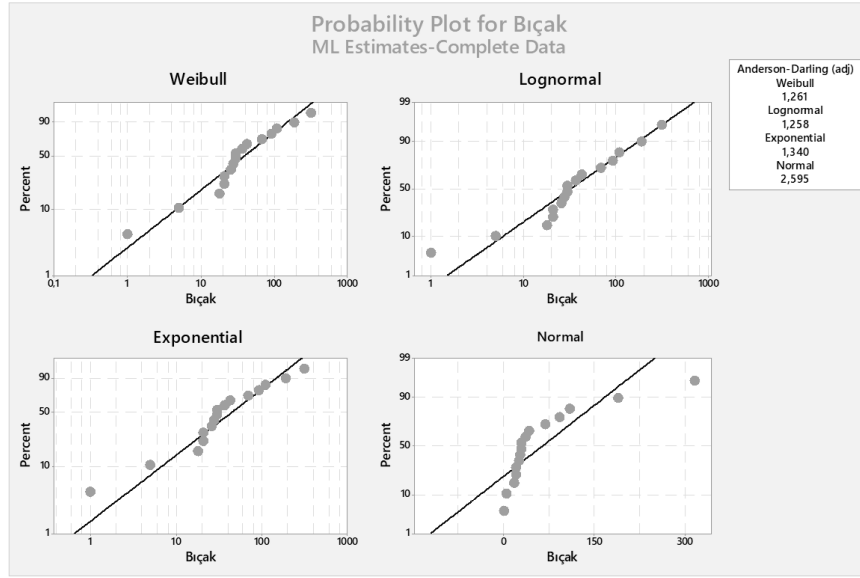 Probability Plot for Bıçak
ML Estimates-Complete Data
Weibull
Percent
90
50
10
1
0,1 1 10 100 1000
Bıçak
Lognormal
Percent
99
90
50
10
1
1 10 100 1000
Bıçak
Anderson-Darling (adj)
Weibull
1,261
Lognormal
1,258
Exponential
1,340
Normal
2,595
Exponential
Percent
90
50
10
1
1 10 100 1000
Bıçak
Normal
Percent
99
90
50
10
1
0 150 300
Bıçak